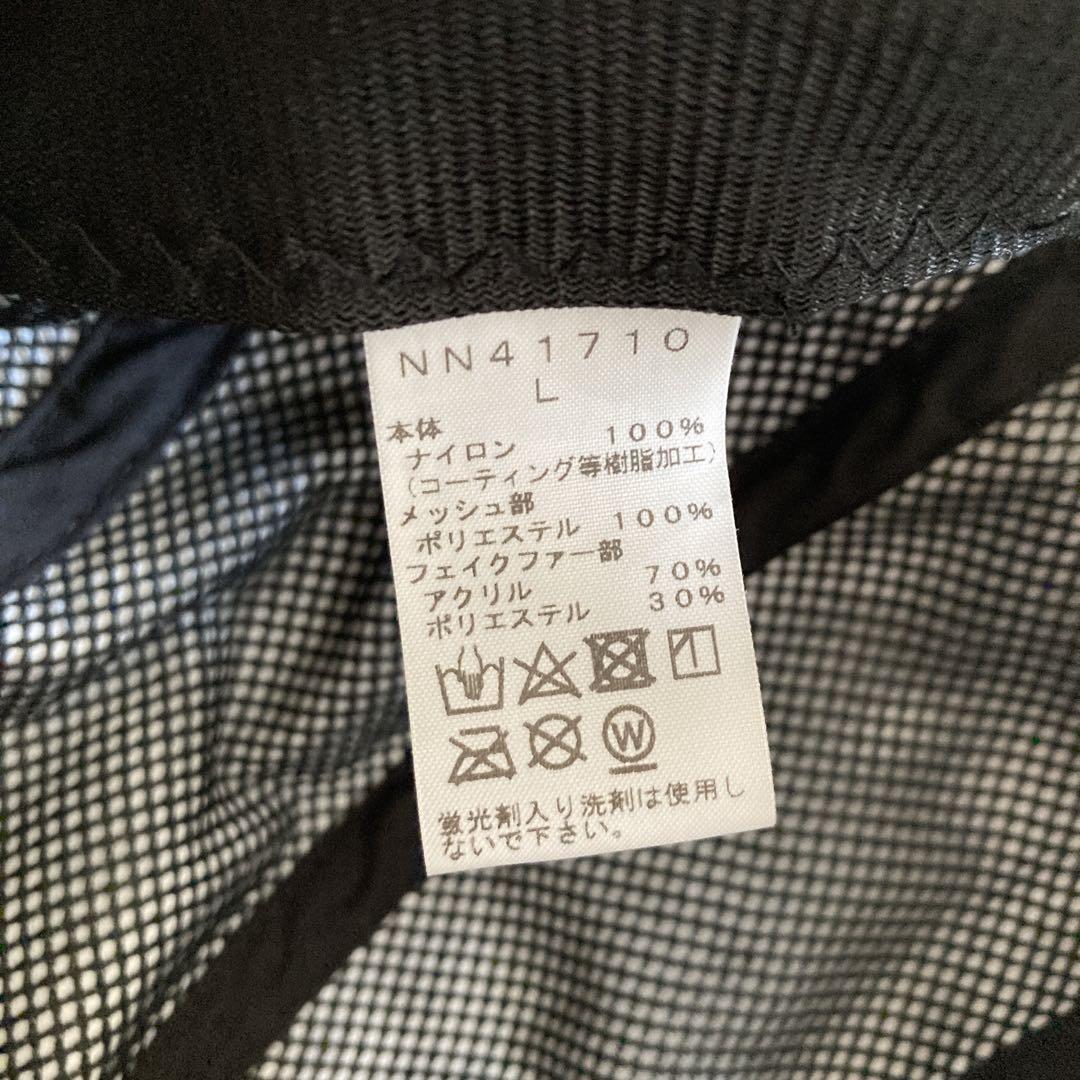 NN41710
L
本体
ナイロン 100%
(コーティング等樹脂加工)
メッシュ部
ポリエステル 100%
フェイクファー部
アクリル 70%
ポリエステル 30%
W
蛍光剤入り洗剤は使用し
ないで下さい。